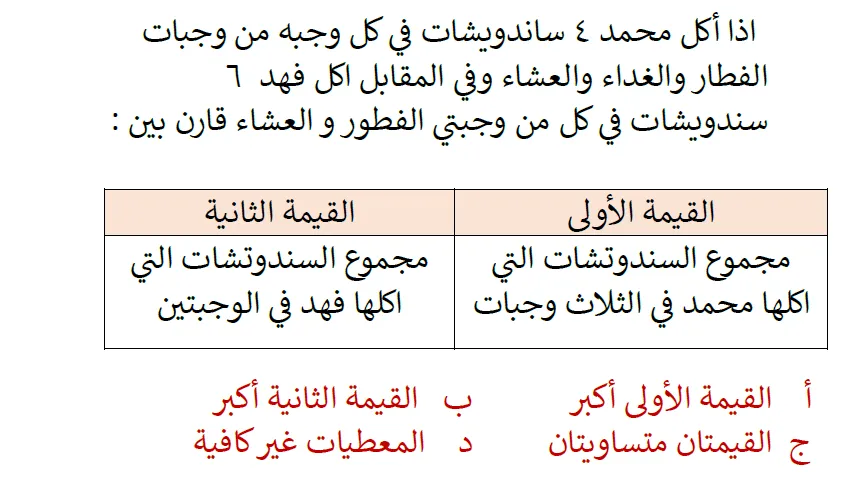 اذا أكل محمد ٤ ساندويشات في كل وجبه من وجبات
الفطار والغداء والعشاء وفي المقابل اكل فهد ٦
سندويشات في كل من وجبتي الفطور و العشاء قارن بين :
القيمة الأولى القيمة الثانية
مجموع السندوتشات التي مجموع السندوتشات التي
اكلها محمد في الثلاث وجبات اكلها فهد في الوجبتين
أ القيمة الأولى أكبر ب القيمة الثانية أكبر
ج القيمتان متساويتان د المعطيات غير كافية